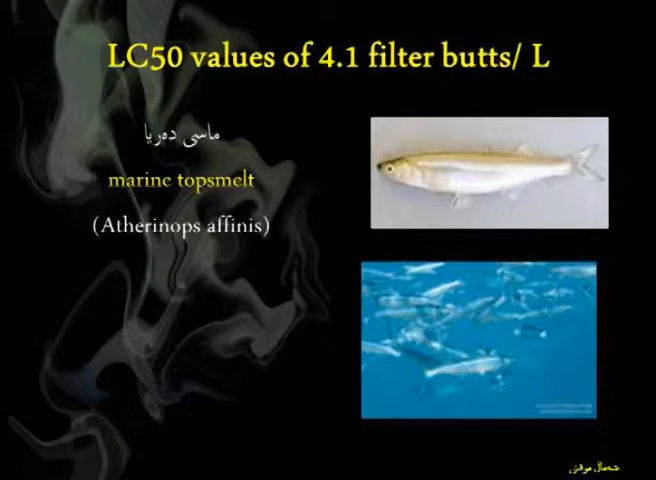 LC50 values of 4.1 filter butts/ L
ماسی دەریا
marine topsmelt
(Atherinops affinis)